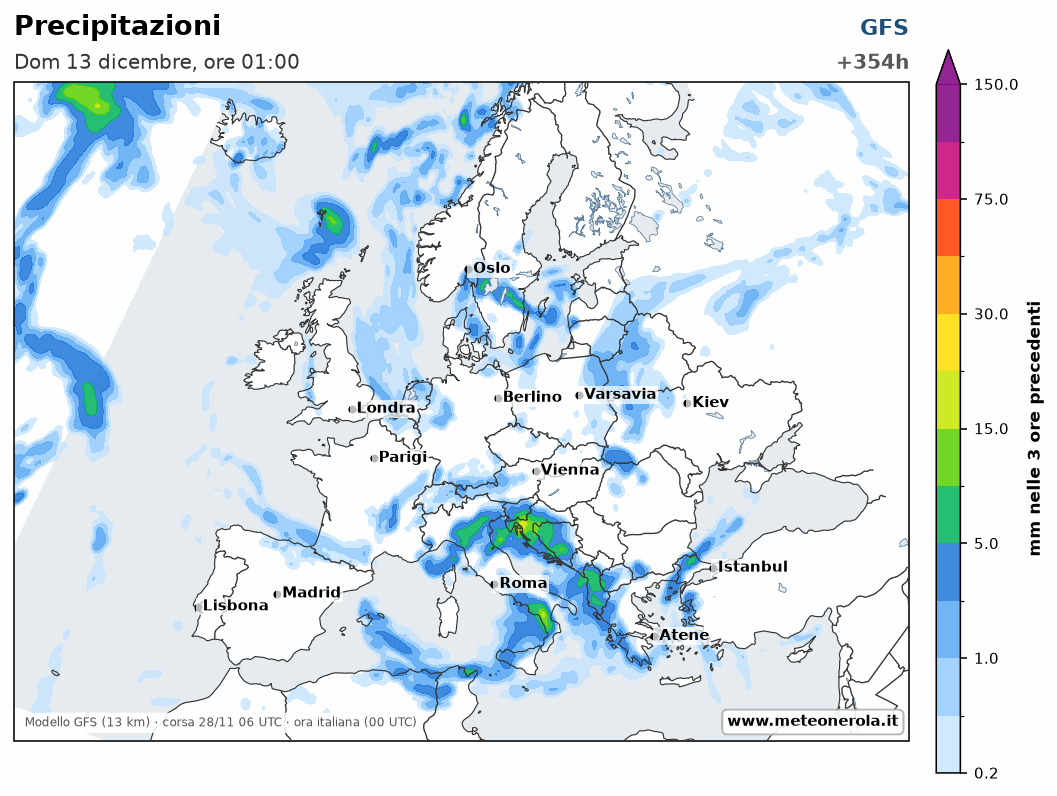 Precipitazioni
GFS
Dom 13 dicembre, ore 01:00
+354h
150.0
75.0
30.0
15.0
5.0
1.0
0.2
mm nelle 3 ore precedenti
Oslo
Berlino
Varsavia
Kiev
Londra
Parigi
Vienna
Istanbul
Roma
Madrid
Lisbona
Atene
Modello GFS (13 km) · corsa 28/11 06 UTC · ora italiana (00 UTC)
www.meteonerola.it